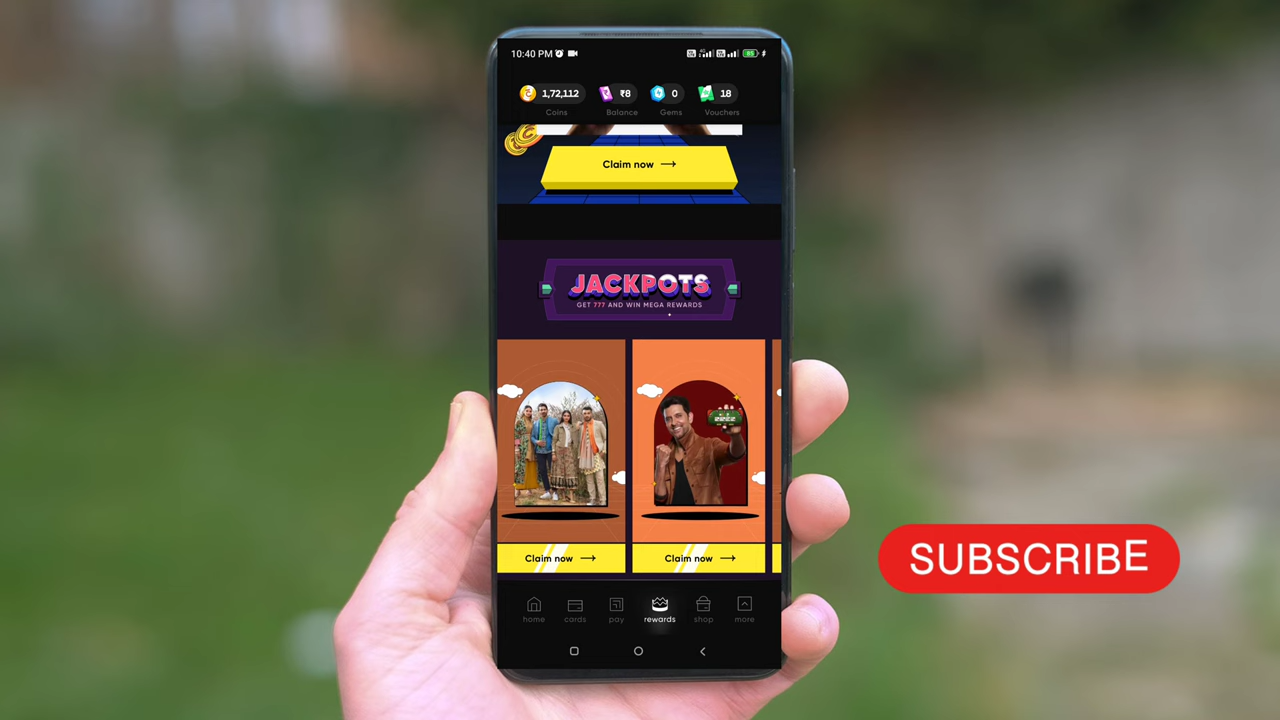 10:40 PM
85
1,72,112 ₹8 0 18
Coins Balance Gems Vouchers
Claim now
JACKPOTS
GET 777 AND WIN MEGA REWARDS
Claim now
Claim now
home cards pay rewards shop more
SUBSCRIBE